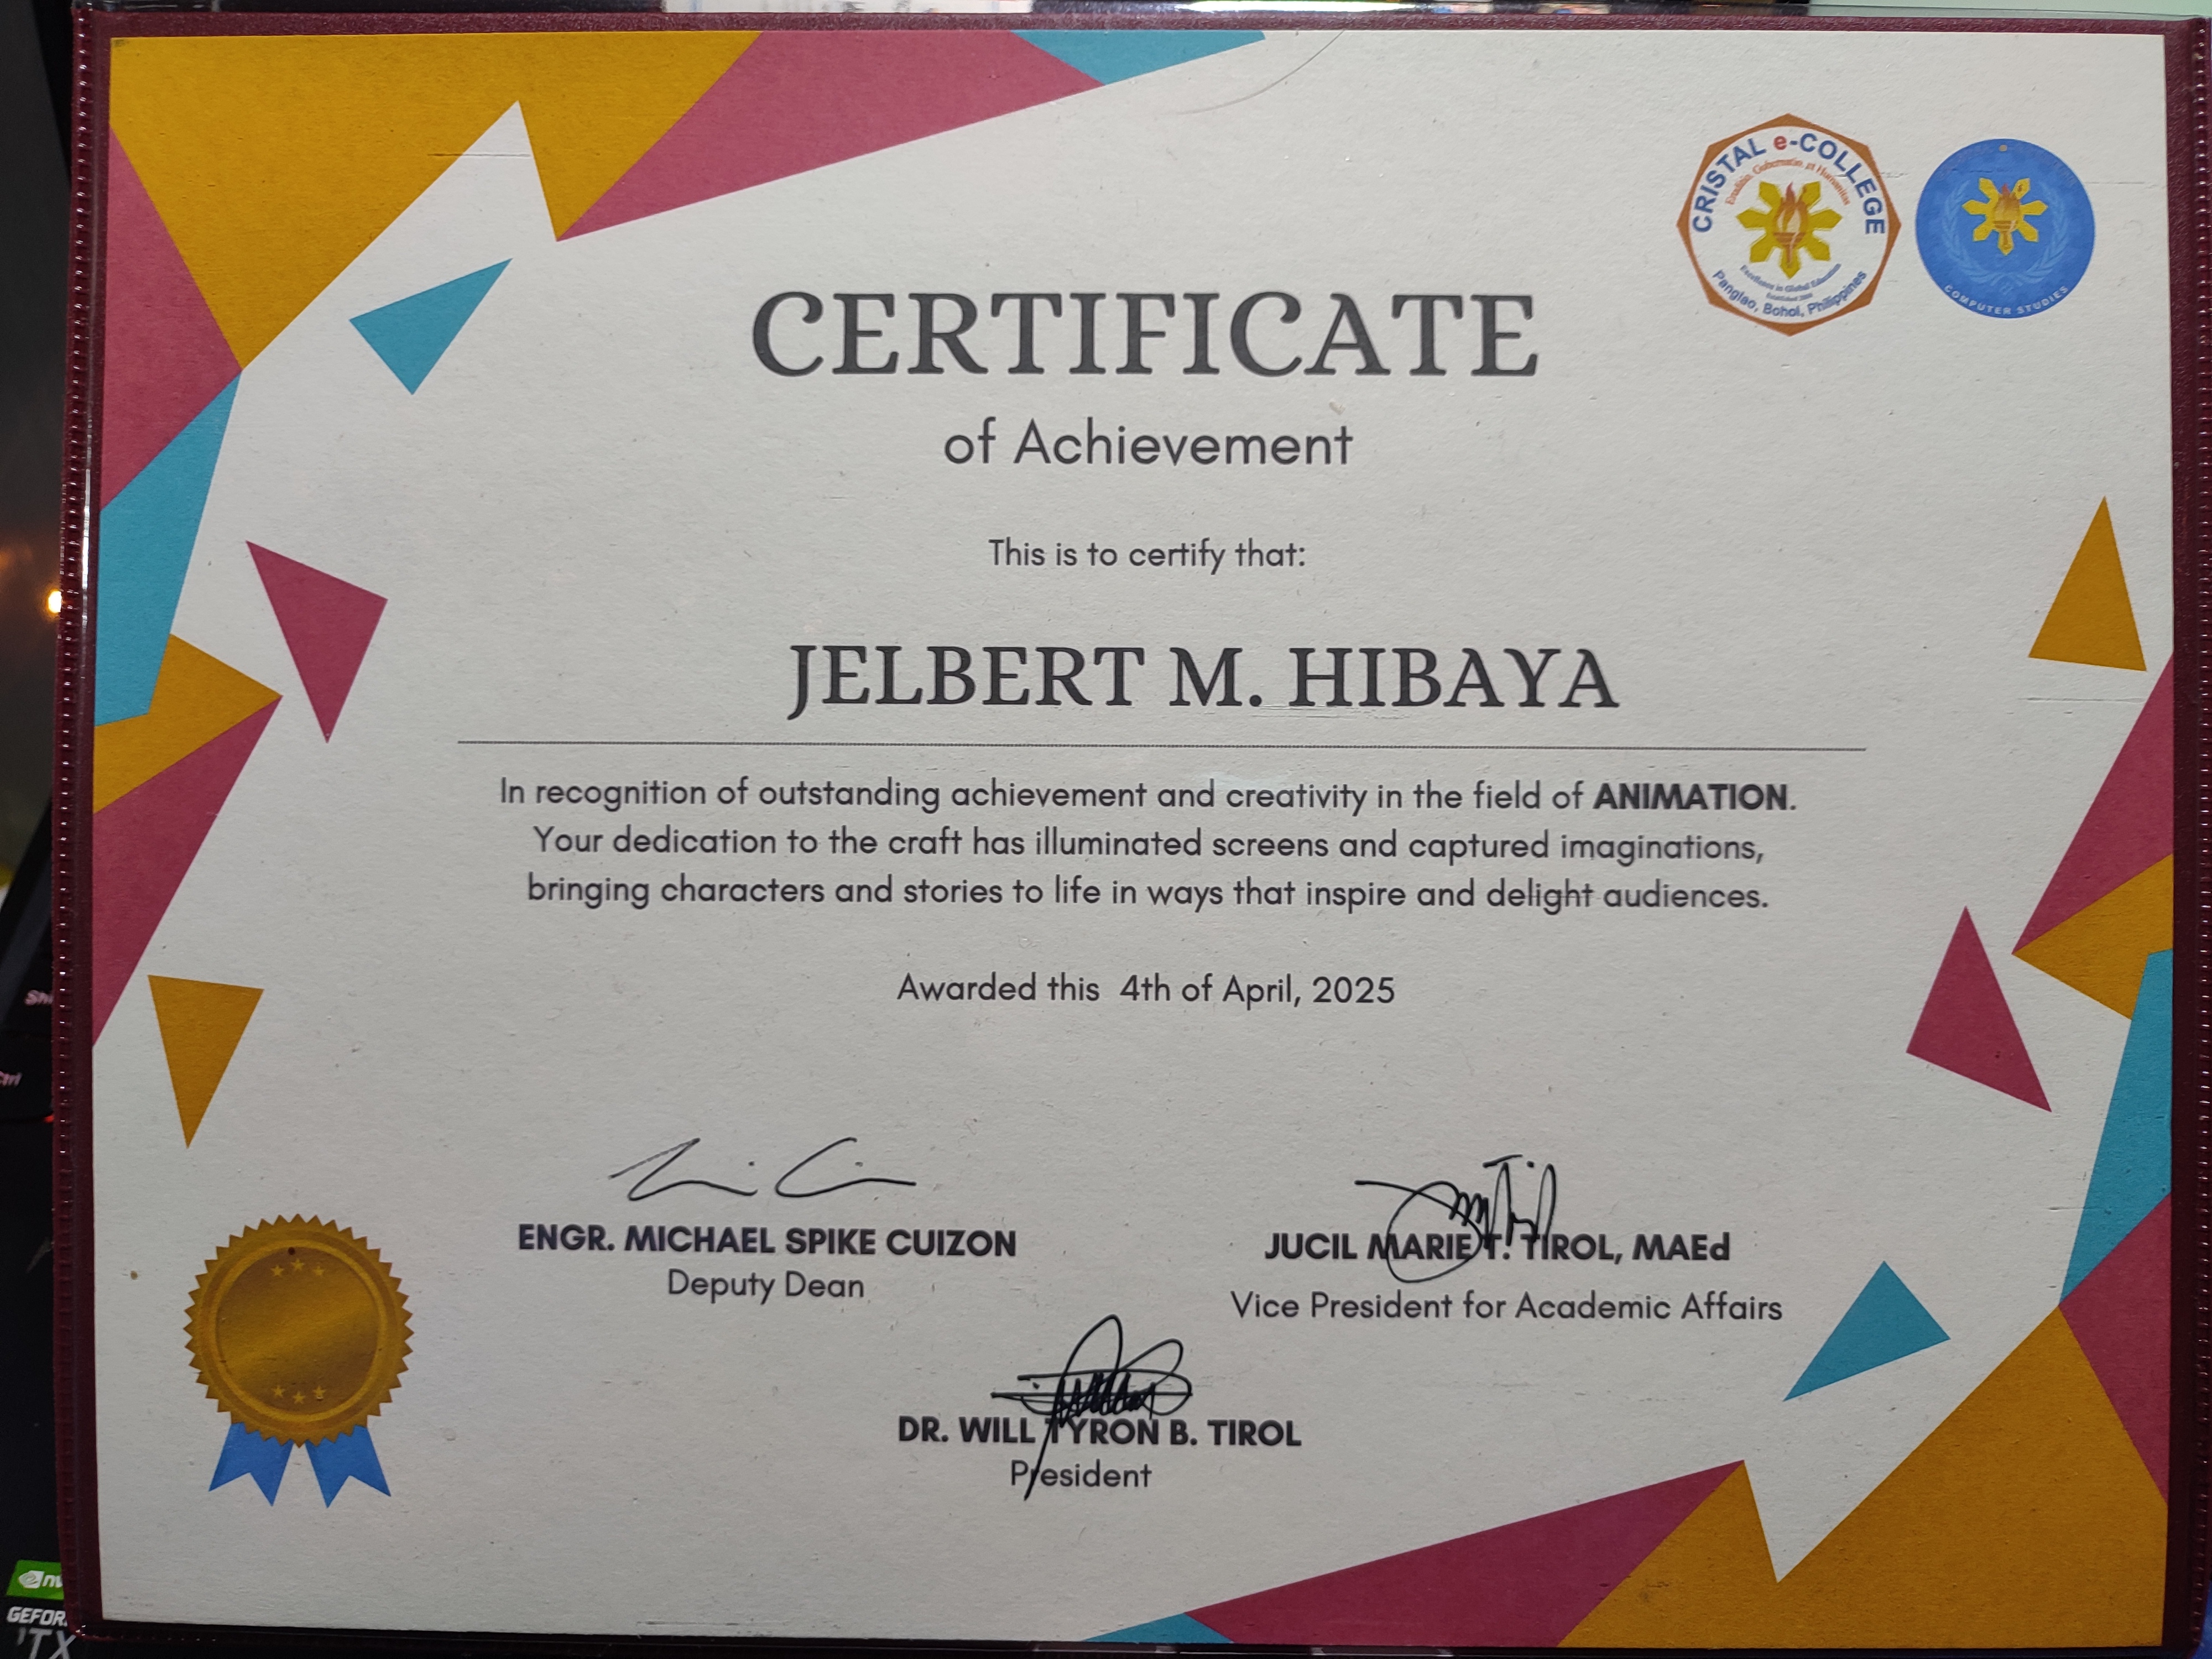 CRISTAL e-COLLEGE
Panglao, Bohol, Philippines
COMPUTER STUDIES
CERTIFICATE
of Achievement
This is to certify that:
JELBERT M. HIBAYA
In recognition of outstanding achievement and creativity in the field of ANIMATION.
Your dedication to the craft has illuminated screens and captured imaginations,
bringing characters and stories to life in ways that inspire and delight audiences.
Awarded this 4th of April, 2025
ENGR. MICHAEL SPIKE CUIZON
Deputy Dean
JUCIL MARIE T. TIROL, MAEd
Vice President for Academic Affairs
DR. WILL TYRON B. TIROL
President